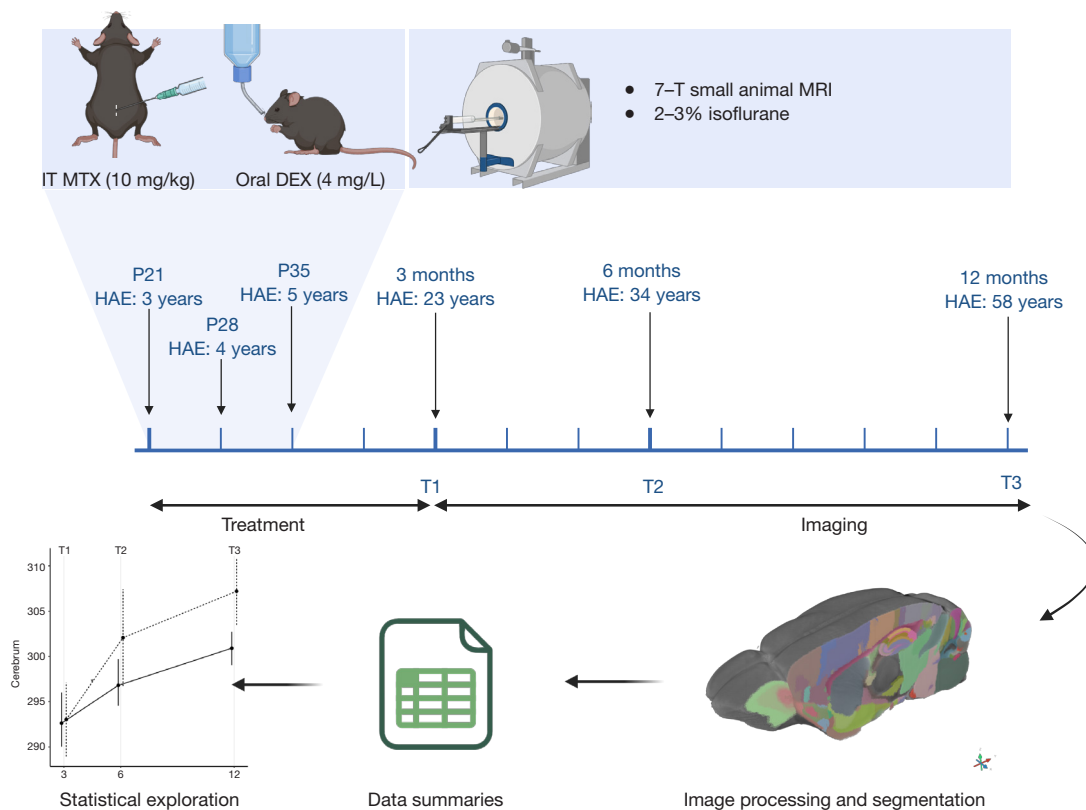 7–T small animal MRI
2–3% isoflurane
IT MTX (10 mg/kg)
Oral DEX (4 mg/L)
P21
HAE: 3 years
P28
HAE: 4 years
P35
HAE: 5 years
3 months
HAE: 23 years
6 months
HAE: 34 years
12 months
HAE: 58 years
T1
T2
T3
Treatment
Imaging
T1
T2
T3
310
305
300
295
290
Cerebrum
3
6
12
Statistical exploration
Data summaries
Image processing and segmentation